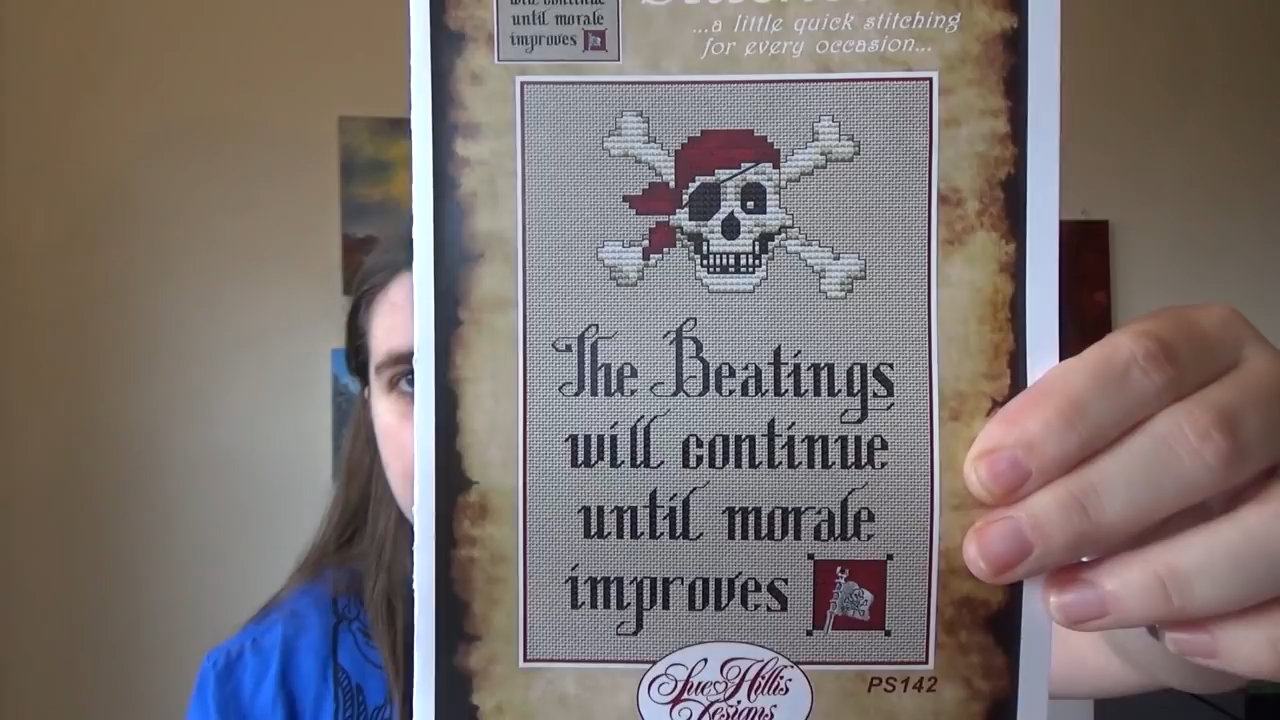 until morale
improves
...a little quick stitching
for every occasion...
The Beatings
will continue
until morale
improves
Sue Hillis
Designs
PS142